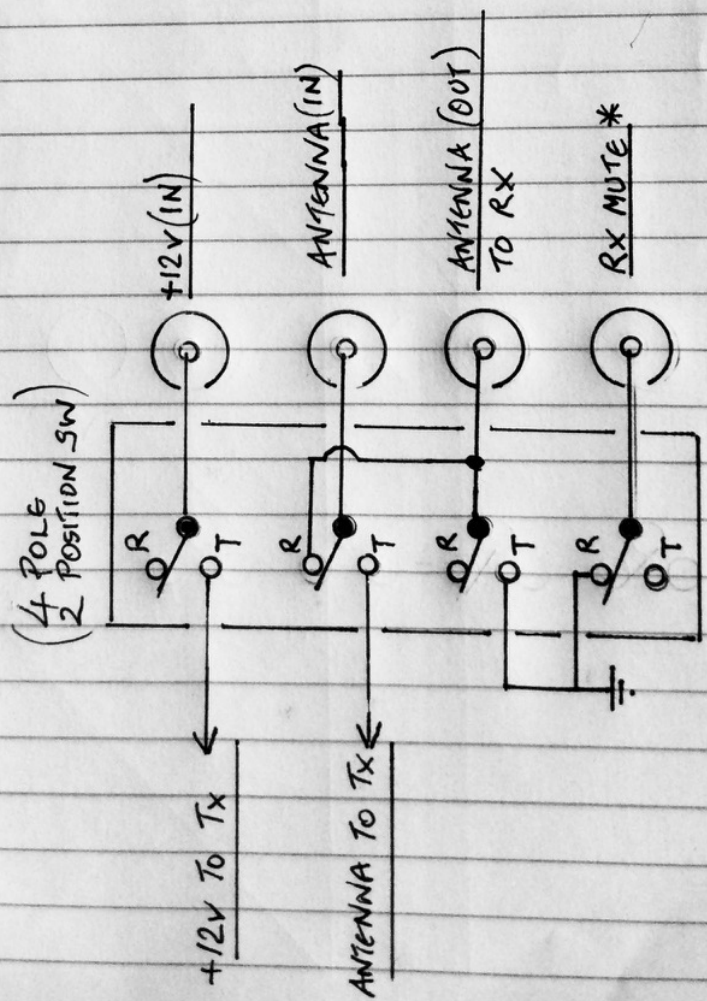 (4 POLE
2 POSITION SW)
+12V (IN)
ANTENNA (IN)
ANTENNA (OUT)
TO RX
RX MUTE *
R
T
R
T
R
T
R
T
+12V TO Tx
ANTENNA TO Tx